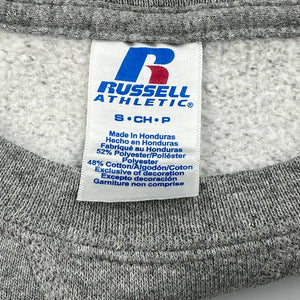 RUSSELL
ATHLETIC®
S • CH • P
Made in Honduras
Hecho en Honduras
Fabriqué au Honduras
52% Polyester/Poliéster
Polyester
48% Cotton/Algodón/Coton
Exclusive of decoration
Excepto decoración
Garniture non comprise